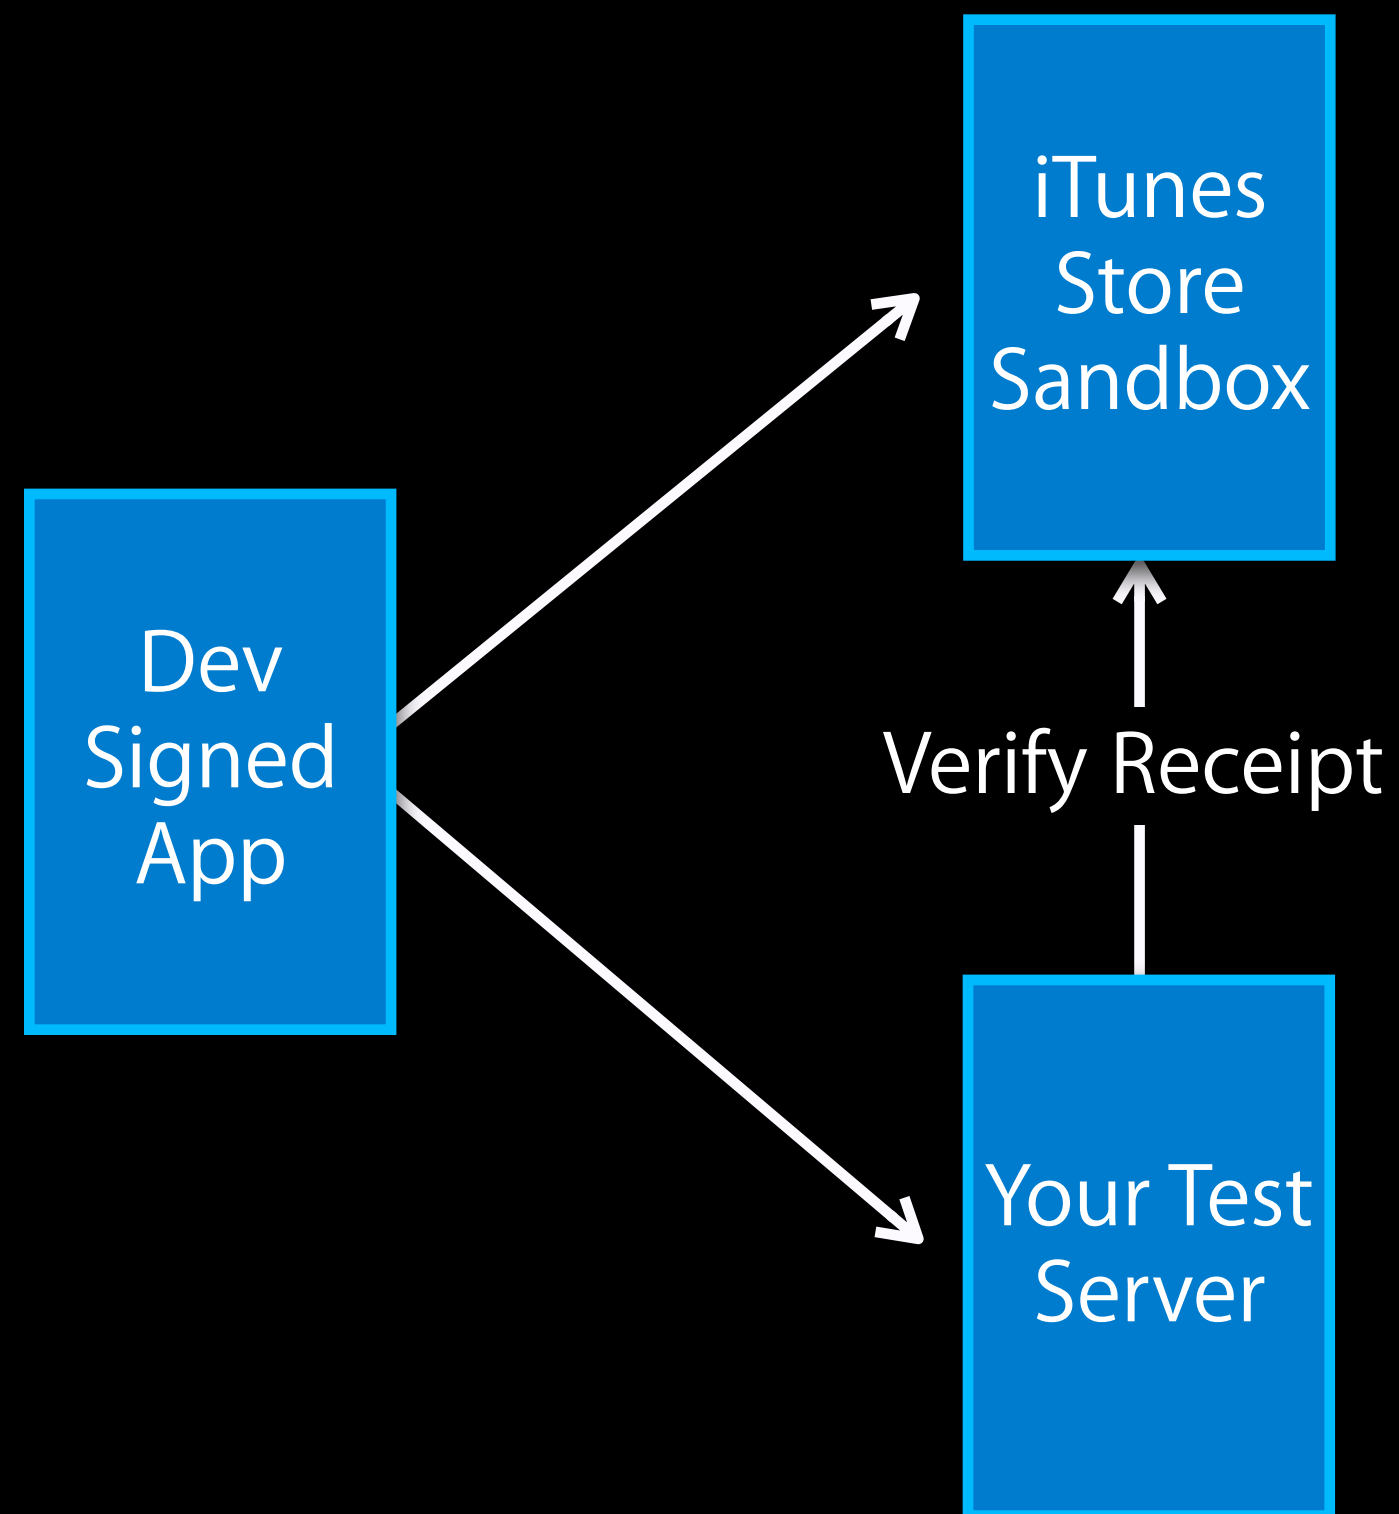 iTunes
Store
Sandbox
Dev
Signed
App
Verify Receipt
Your Test
Server